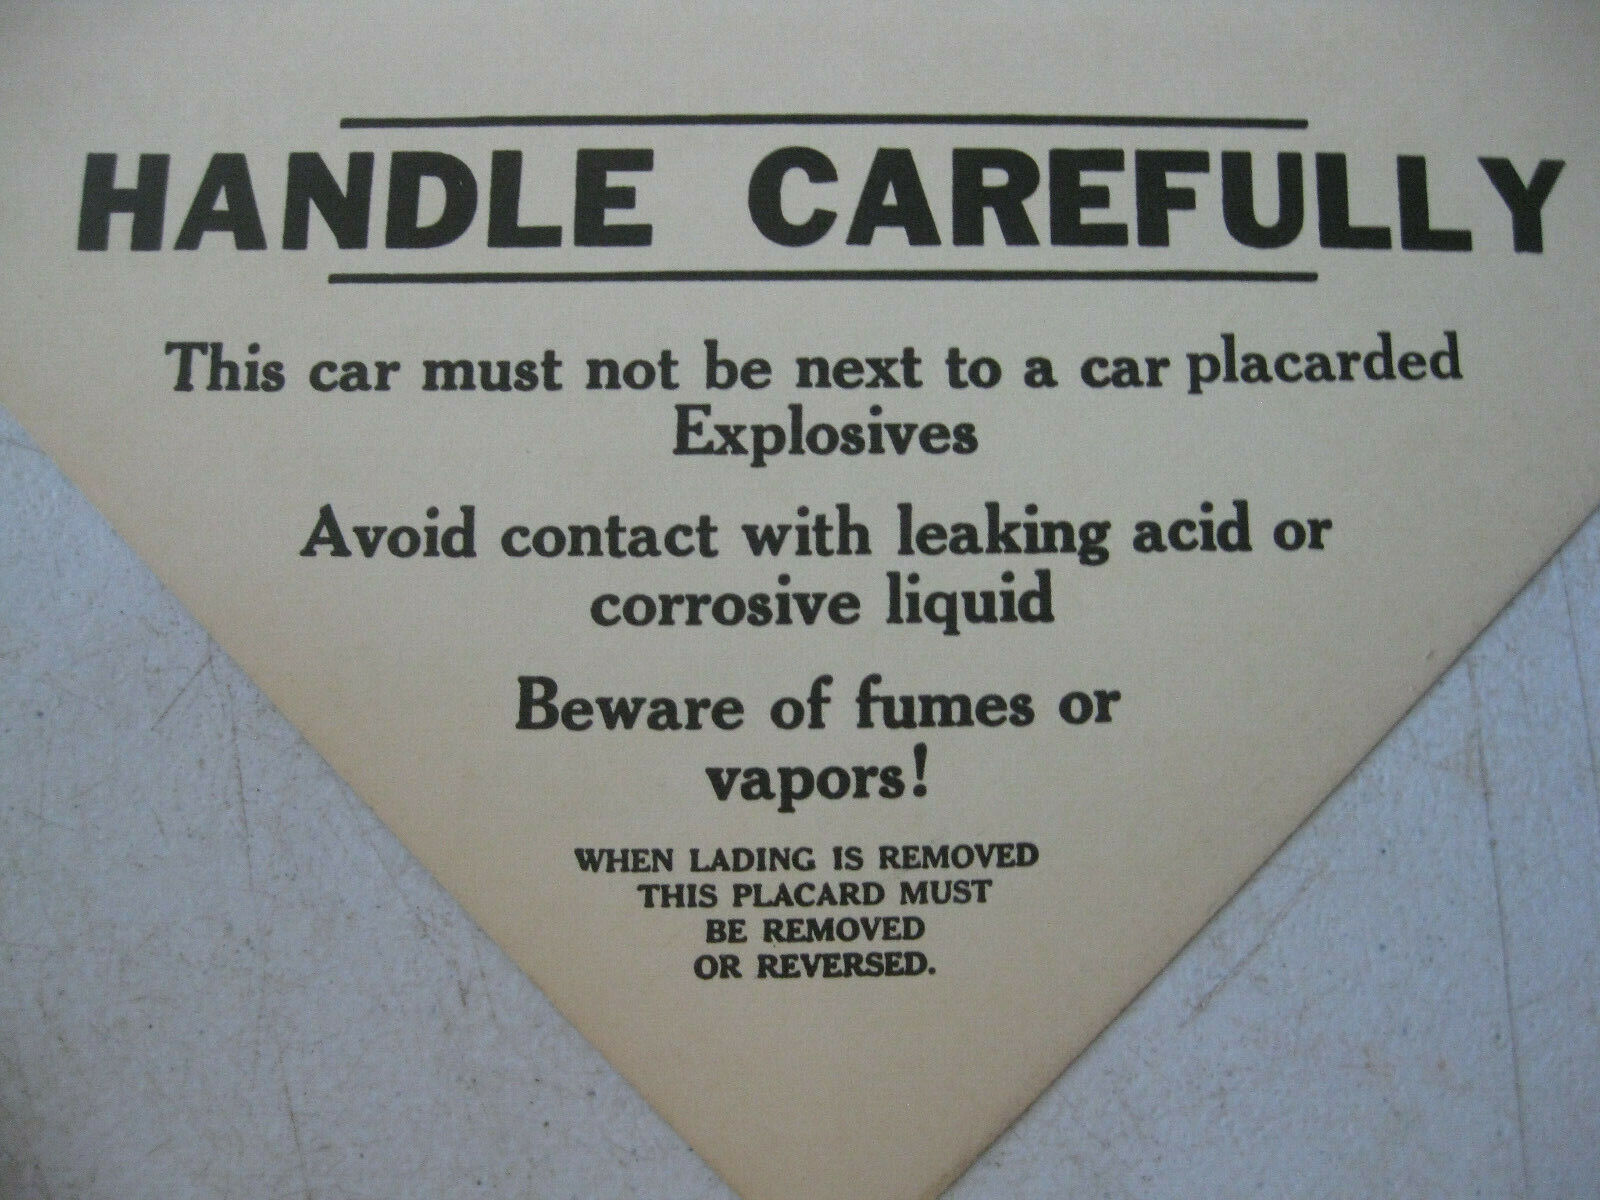 HANDLE CAREFULLY
This car must not be next to a car placarded
Explosives
Avoid contact with leaking acid or
corrosive liquid
Beware of fumes or
vapors!
WHEN LADING IS REMOVED
THIS PLACARD MUST
BE REMOVED
OR REVERSED.